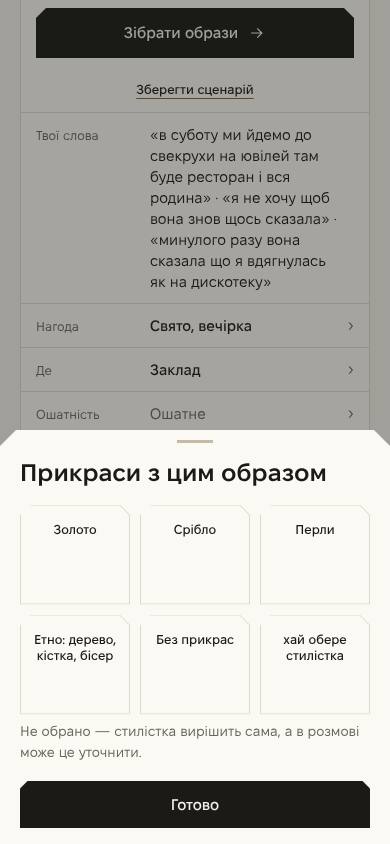 Зібрати образи →
Зберегти сценарій
Твої слова
«в суботу ми йдемо до
свекрухи на ювілей там
буде ресторан і вся
родина» · «я не хочу щоб
вона знов щось сказала» ·
«минулого разу вона
сказала що я вдягнулась
як на дискотеку»
Нагода Свято, вечірка
Де Заклад
Ошатність Ошатне
Прикраси з цим образом
Золото
Срібло
Перли
Етно: дерево,
кістка, бісер
Без прикрас
хай обере
стилістка
Не обрано — стилістка вирішить сама, а в розмові
може це уточнити.
Готово